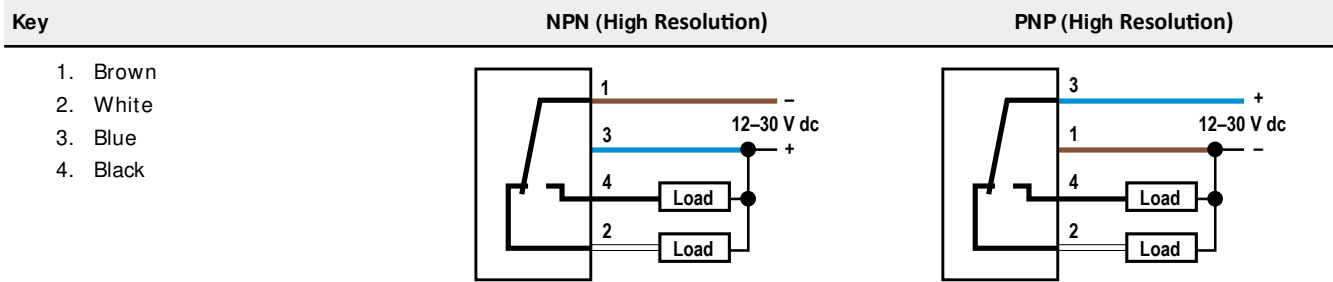 Key NPN (High Resolution) PNP (High Resolution)
1. Brown
2. White
3. Blue
4. Black
1
–
12–30 V dc
3
+
4
Load
2
Load
3
+
12–30 V dc
1
–
4
Load
2
Load